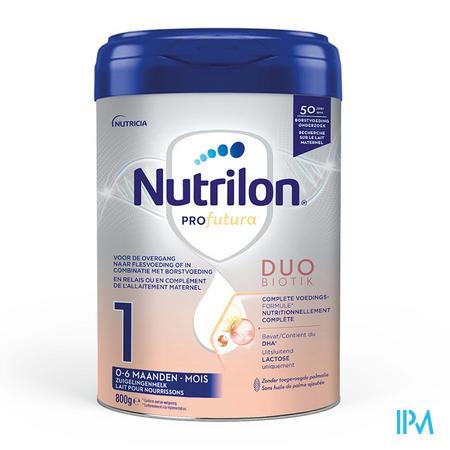 NUTRICIA
50 jaar
ans
BORSTVOEDING
ONDERZOEK
RECHERCHE
SUR LE LAIT
MATERNEL
Nutrilon®
PROfutura
VOOR DE OVERGANG
NAAR FLESVOEDING OF IN
COMBINATIE MET BORSTVOEDING
EN RELAIS OU EN COMPLÉMENT
DE L'ALLAITEMENT MATERNEL
DUO
BIOTIK
COMPLETE VOEDINGS-
FORMULE*
NUTRITIONNELLEMENT
COMPLÈTE
Bevat/Contient du
DHA*
Uitsluitend
LACTOSE
uniquement
Zonder toegevoegde palmolie
Sans huile de palme ajoutée
1
0-6 MAANDEN - MOIS
ZUIGELINGENMELK
LAIT POUR NOURRISSONS
800g e
IPM